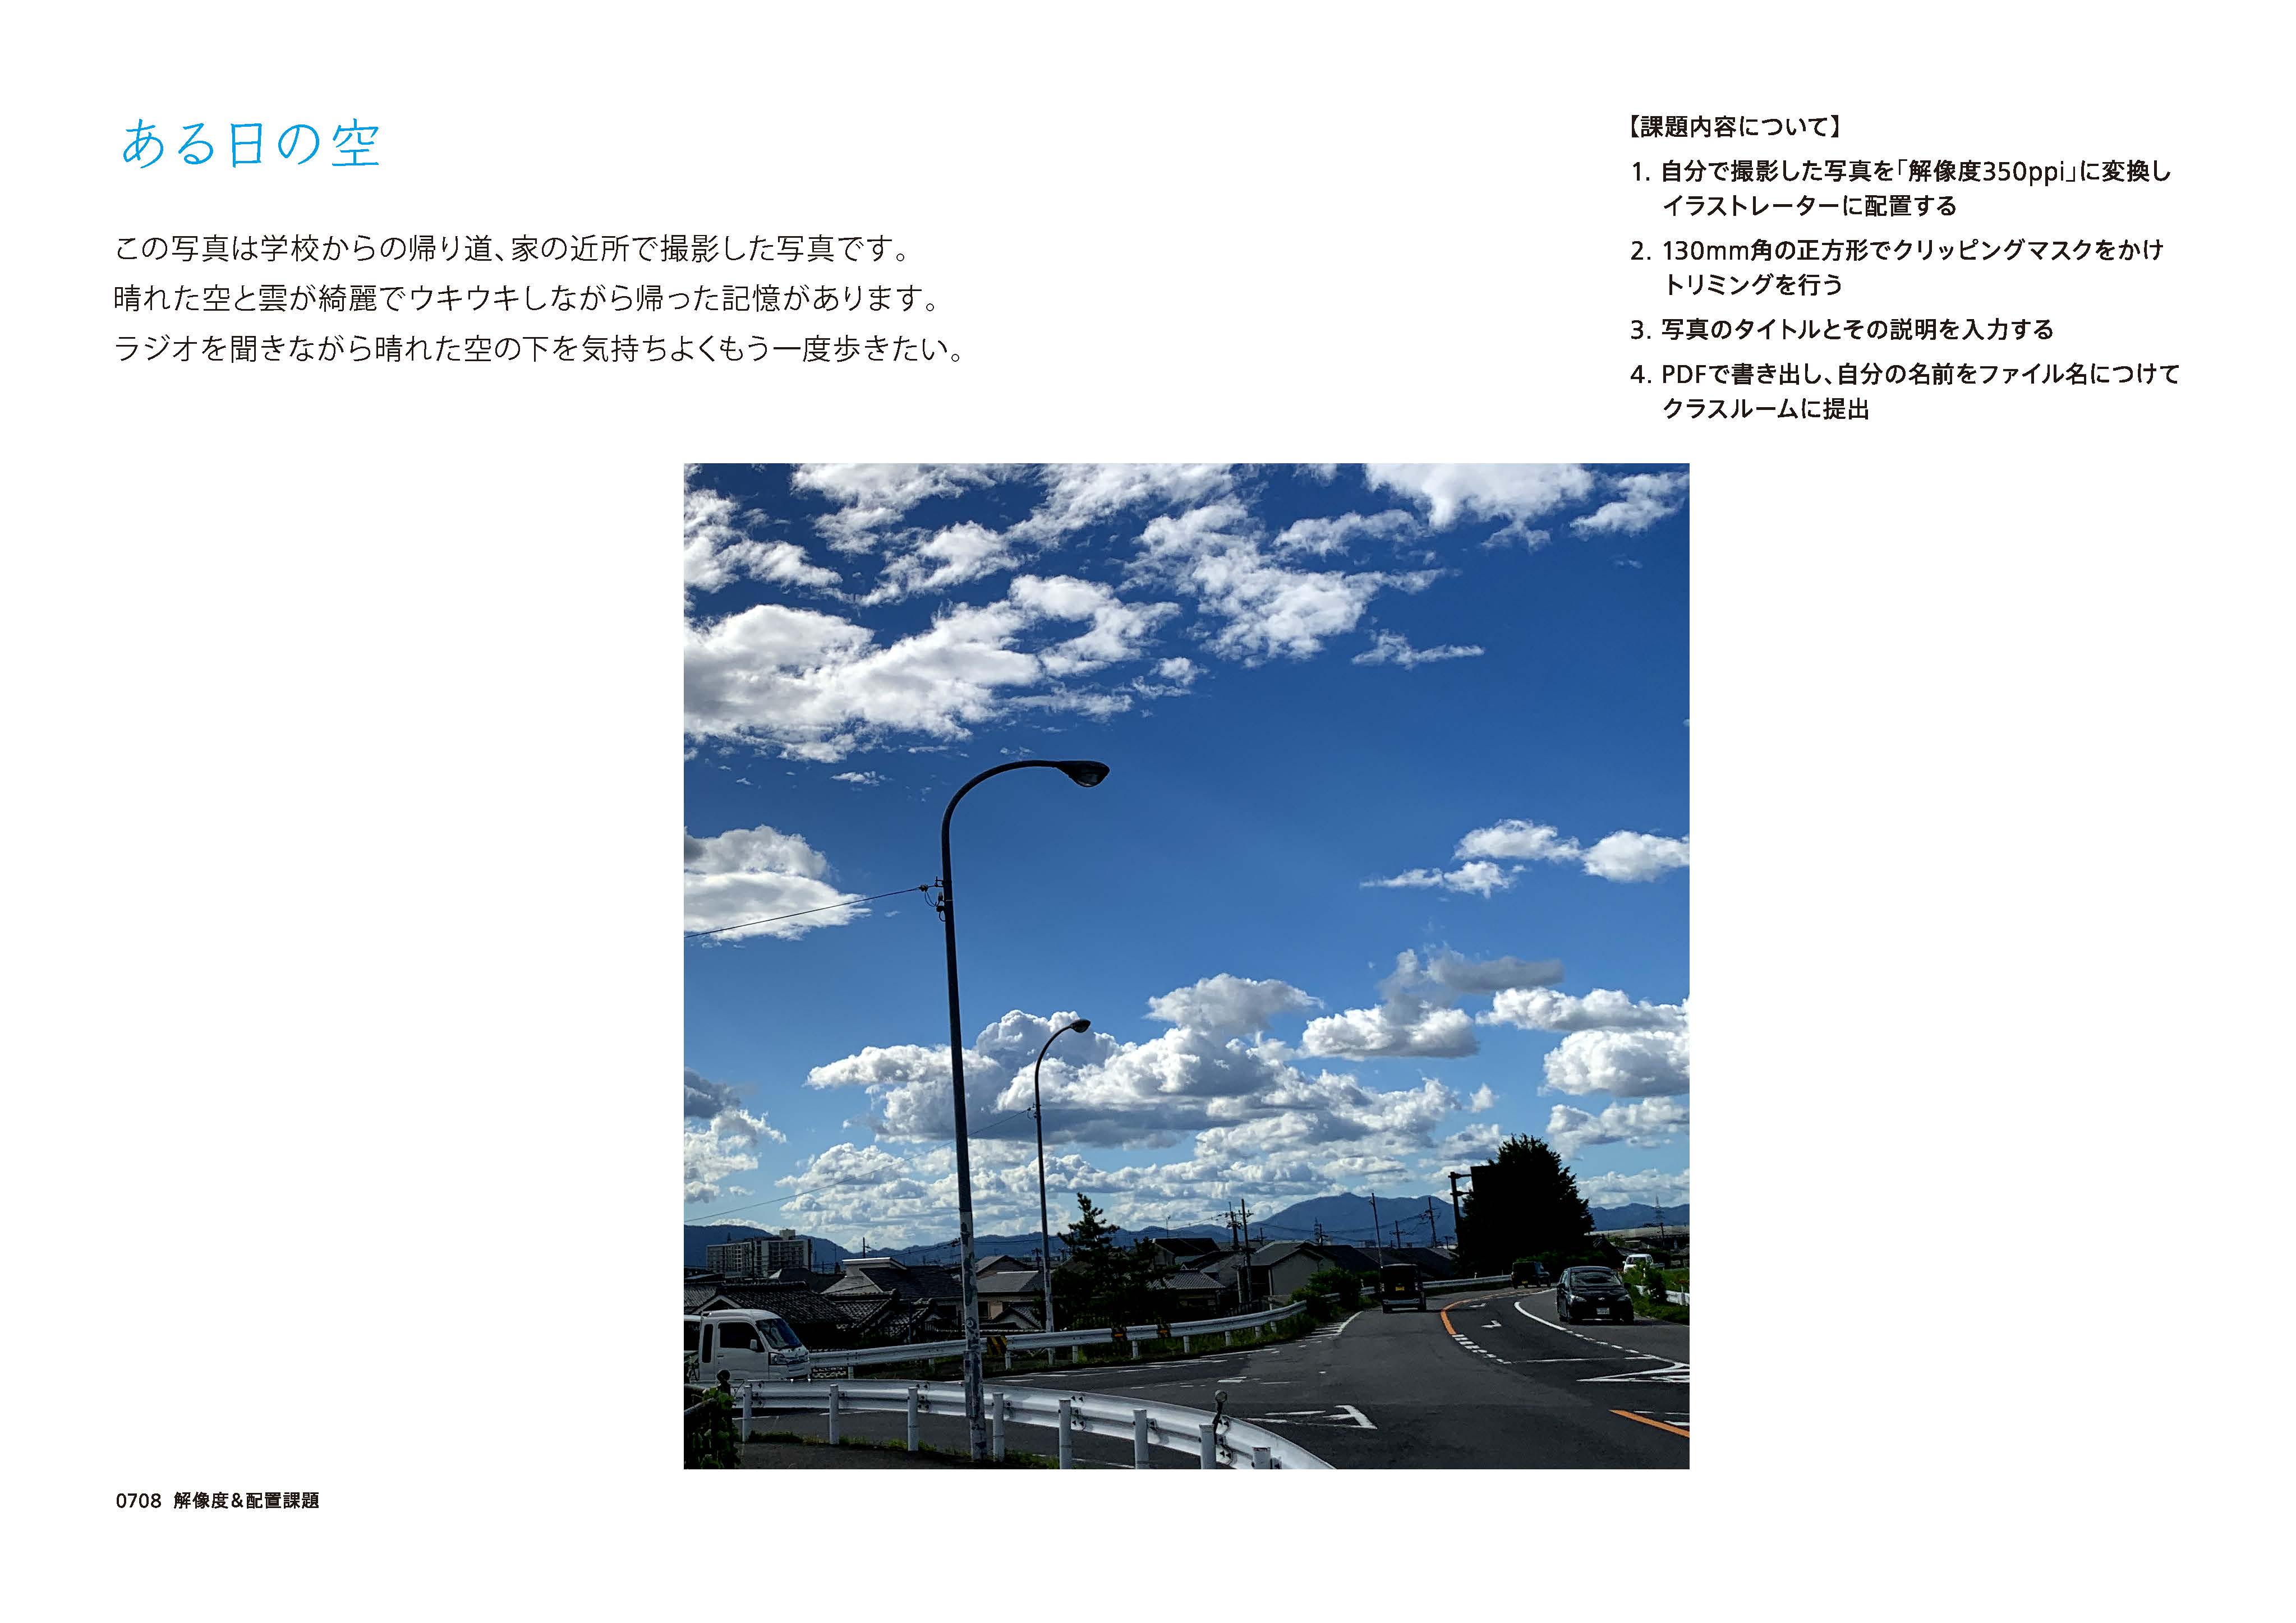 ある日の空
この写真は学校からの帰り道、家の近所で撮影した写真です。
晴れた空と雲が綺麗でウキウキしながら帰った記憶があります。
ラジオを聞きながら晴れた空の下を気持ちよくもう一度歩きたい。
【課題内容について】
1. 自分で撮影した写真を「解像度350ppi」に変換し
イラストレーターに配置する
2. 130mm角の正方形でクリッピングマスクをかけ
トリミングを行う
3. 写真のタイトルとその説明を入力する
4. PDFで書き出し、自分の名前をファイル名につけて
クラスルームに提出
0708 解像度&配置課題